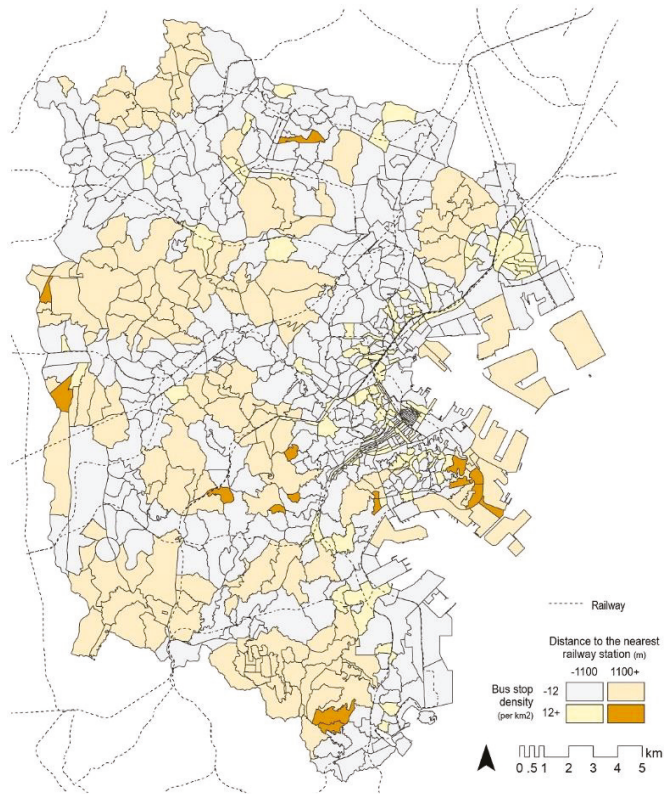 Railway
Distance to the nearest
railway station (m)
-1100 1100+
Bus stop
density
(per km2)
-12
12+
km
0 .5 1 2 3 4 5